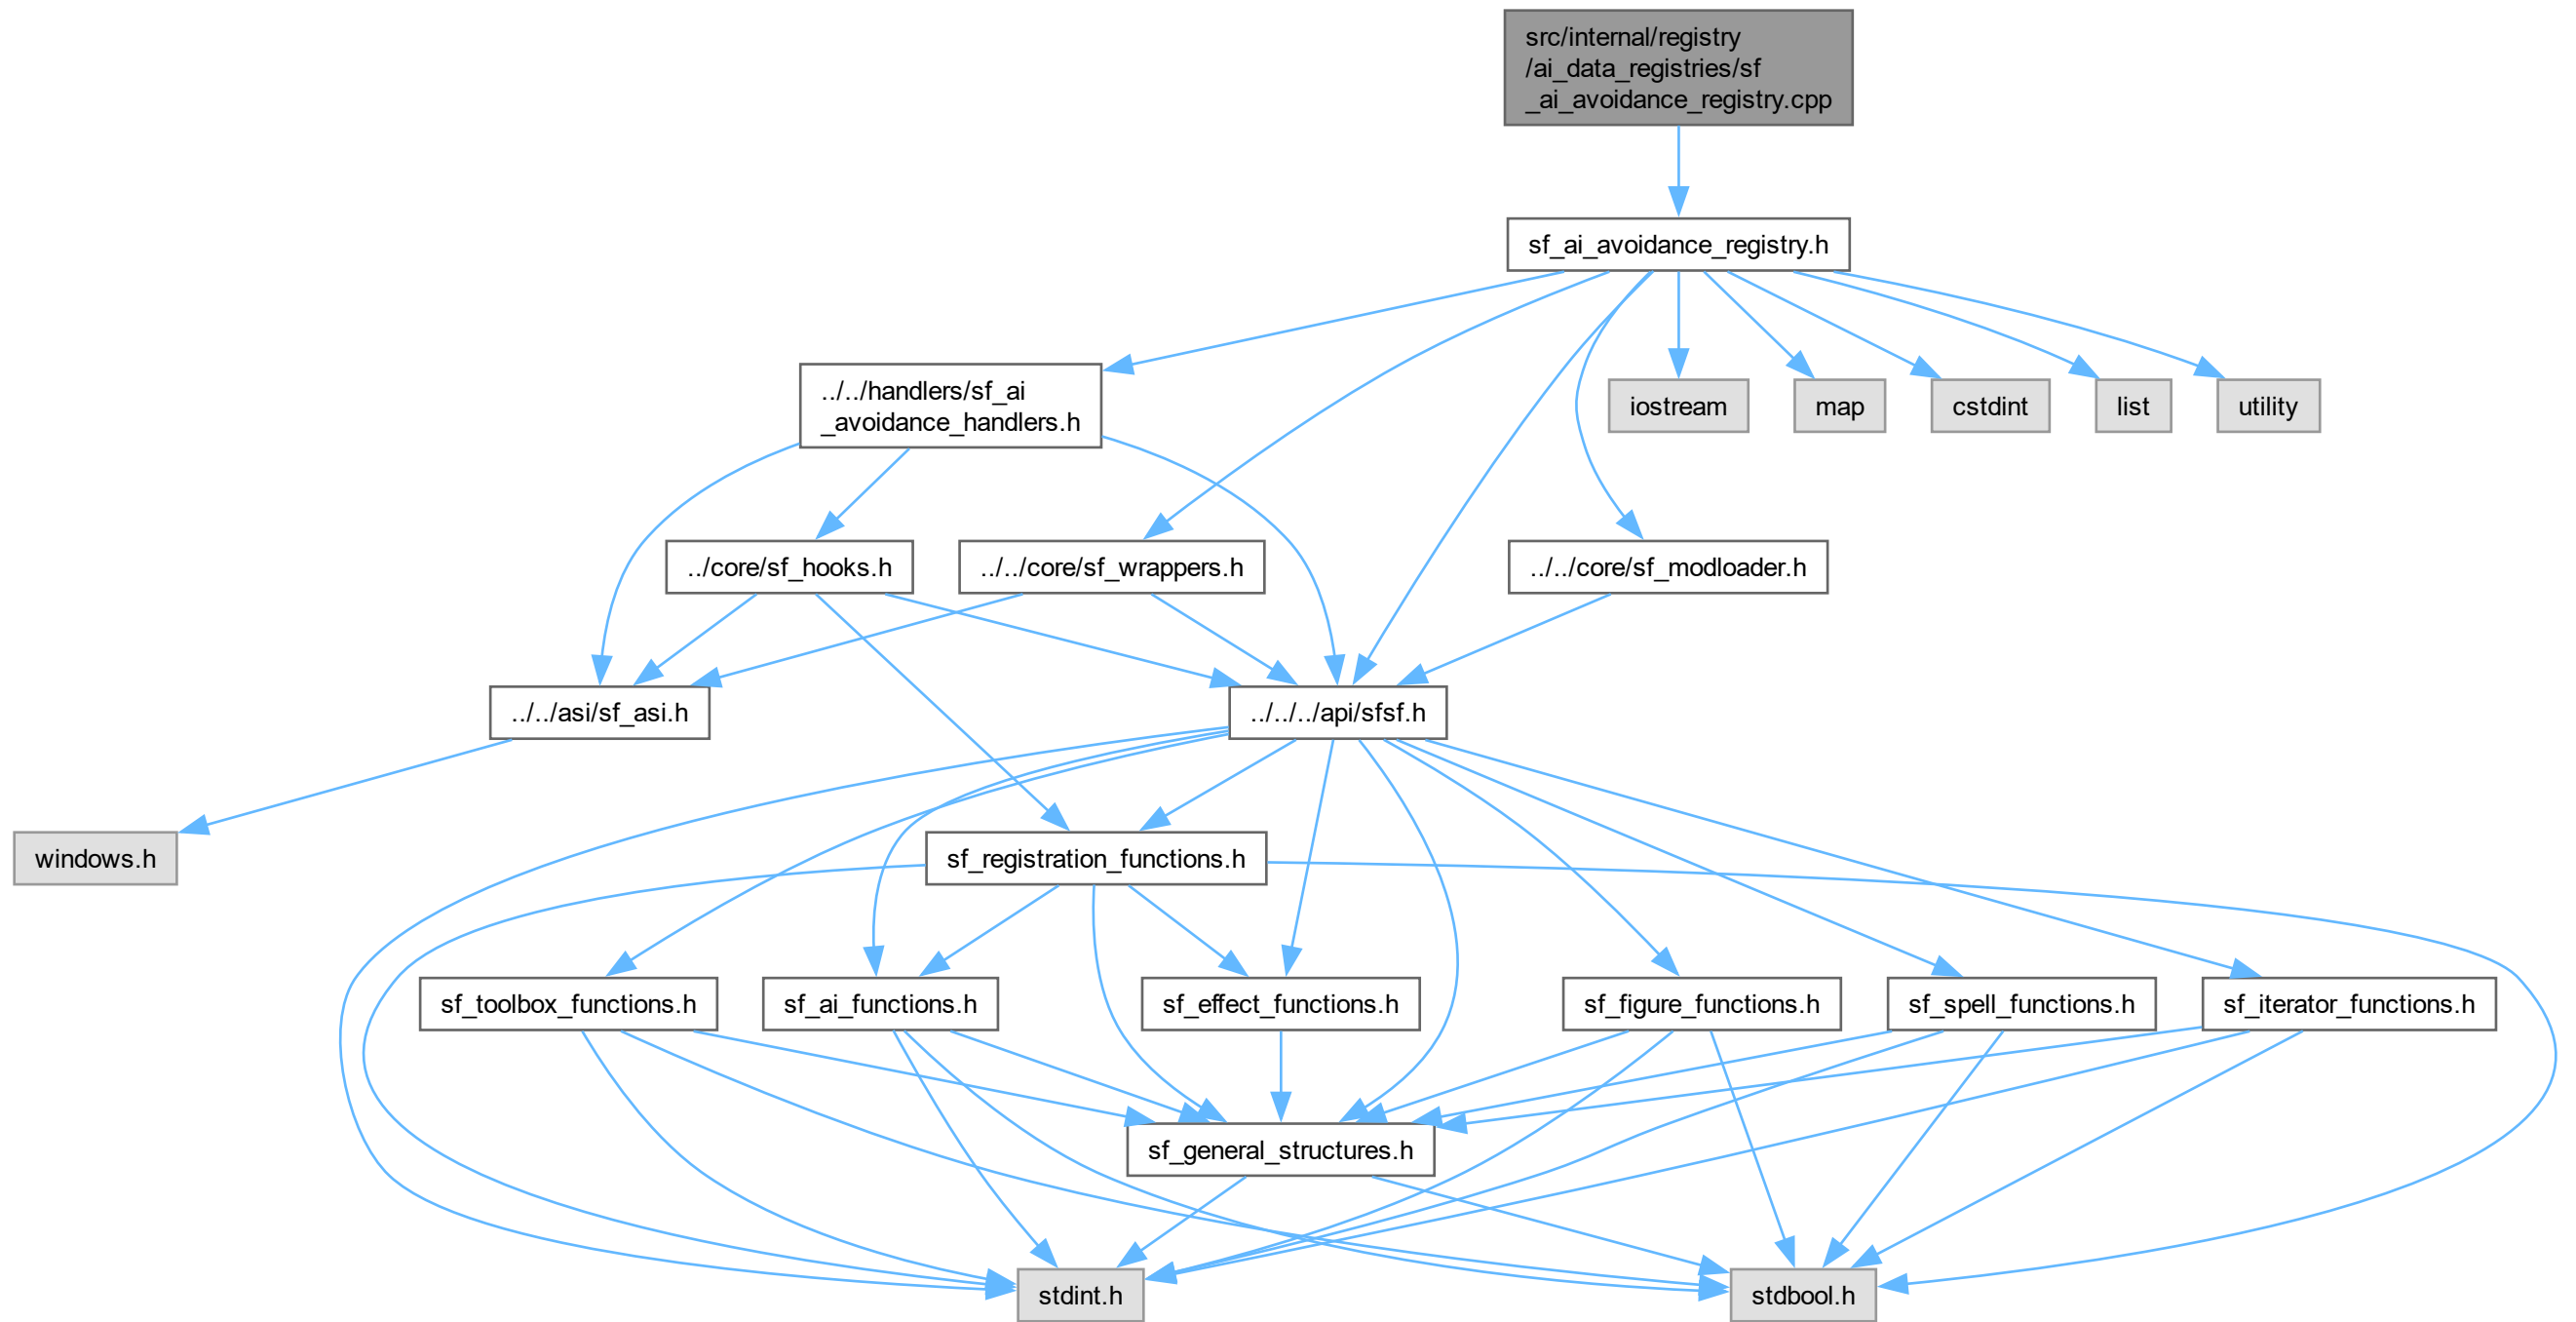 src/internal/registry
/ai_data_registries/sf
_ai_avoidance_registry.cpp
sf_ai_avoidance_registry.h
../../handlers/sf_ai
_avoidance_handlers.h
iostream
map
cstdint
list
utility
../core/sf_hooks.h
../../core/sf_wrappers.h
../../core/sf_modloader.h
../../asi/sf_asi.h
../../../api/sfsf.h
windows.h
sf_registration_functions.h
sf_toolbox_functions.h
sf_ai_functions.h
sf_effect_functions.h
sf_figure_functions.h
sf_spell_functions.h
sf_iterator_functions.h
sf_general_structures.h
stdint.h
stdbool.h